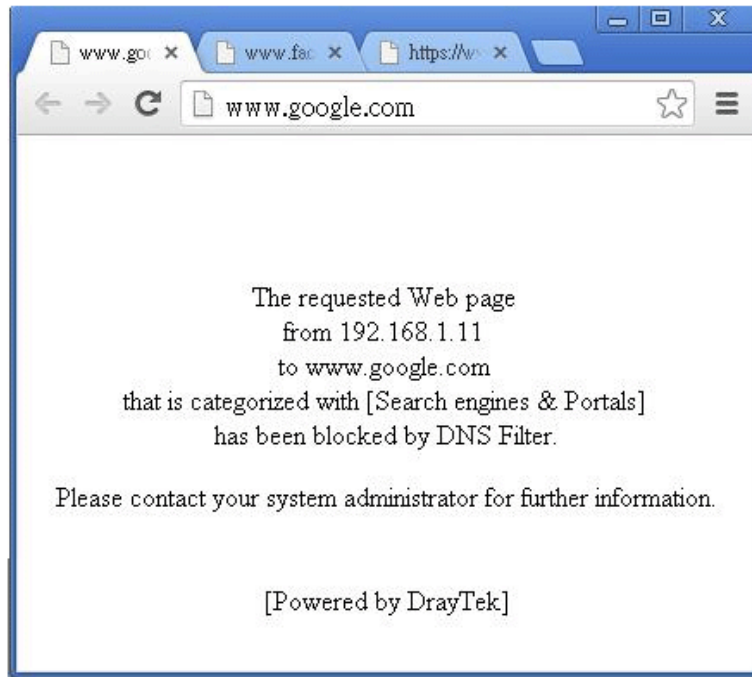 www.goo
www.fac
https://w
www.google.com
The requested Web page
from 192.168.1.11
to www.google.com
that is categorized with [Search engines & Portals]
has been blocked by DNS Filter.
Please contact your system administrator for further information.
[Powered by DrayTek]